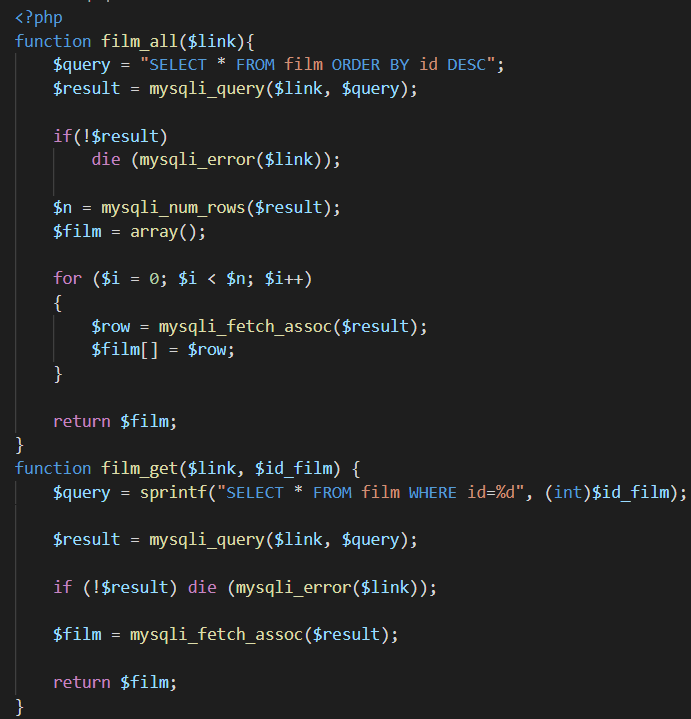 <?php
function film_all($link){
    $query = "SELECT * FROM film ORDER BY id DESC";
    $result = mysqli_query($link, $query);

    if(!$result)
        die (mysqli_error($link));

    $n = mysqli_num_rows($result);
    $film = array();

    for ($i = 0; $i < $n; $i++)
    {
        $row = mysqli_fetch_assoc($result);
        $film[] = $row;
    }

    return $film;
}
function film_get($link, $id_film) {
    $query = sprintf("SELECT * FROM film WHERE id=%d", (int)$id_film);

    $result = mysqli_query($link, $query);

    if (!$result) die (mysqli_error($link));

    $film = mysqli_fetch_assoc($result);

    return $film;
}